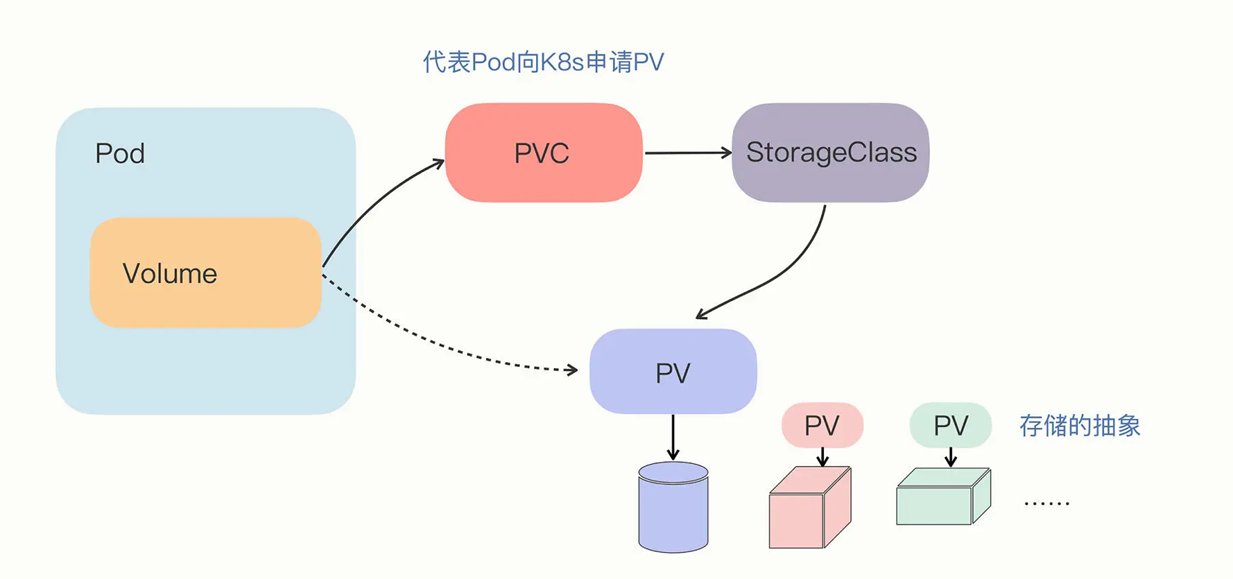 代表Pod向K8s申请PV
Pod
PVC
StorageClass
Volume
PV
PV
PV
存储的抽象
......